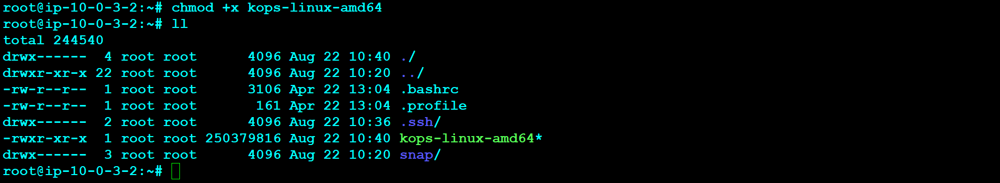 root@ip-10-0-3-2:~# chmod +x kops-linux-amd64
root@ip-10-0-3-2:~# ll
total 244540
drwx------  4 root root      4096 Aug 22 10:40 ./
drwxr-xr-x 22 root root      4096 Aug 22 10:20 ../
-rw-r--r--  1 root root      3106 Apr 22 13:04 .bashrc
-rw-r--r--  1 root root       161 Apr 22 13:04 .profile
drwx------  2 root root      4096 Aug 22 10:36 .ssh/
-rwxr-xr-x  1 root root 250379816 Aug 22 10:40 kops-linux-amd64*
drwx------  3 root root      4096 Aug 22 10:20 snap/
root@ip-10-0-3-2:~#